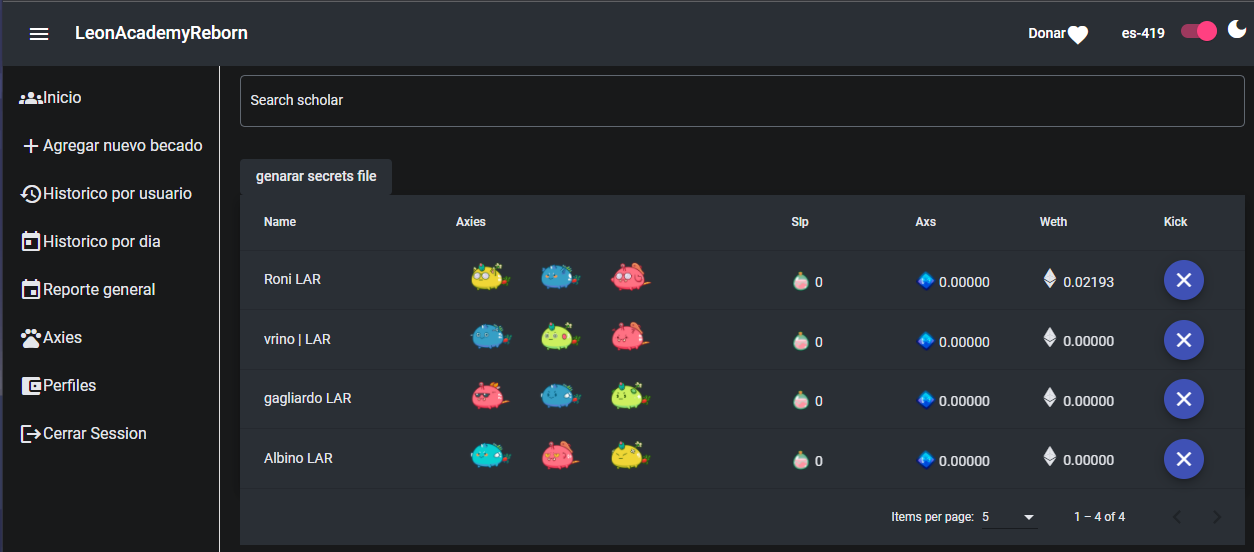 LeonAcademyReborn
Donar
es-419
Inicio
Agregar nuevo becado
Historico por usuario
Historico por dia
Reporte general
Axies
Perfiles
Cerrar Session
Search scholar
genarar secrets file
Name Axies Slp Axs Weth Kick
Roni LAR 0 0.00000 0.02193
vrino | LAR 0 0.00000 0.00000
gagliardo LAR 0 0.00000 0.00000
Albino LAR 0 0.00000 0.00000
Items per page: 5 1 – 4 of 4